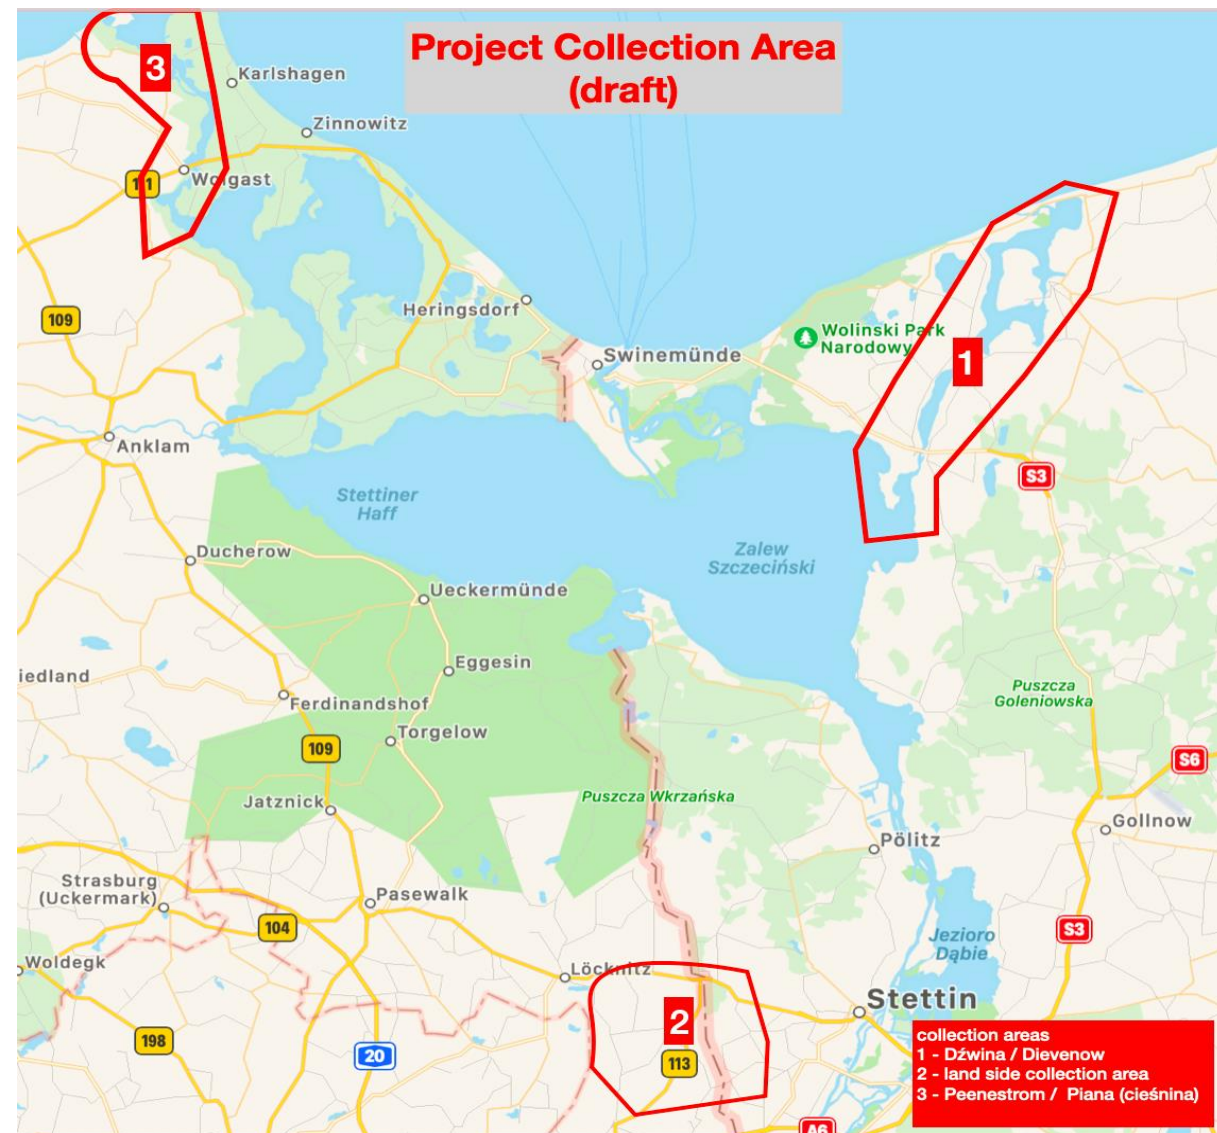 Project Collection Area
(draft)
3
Karlshagen
Zinnowitz
Wolgast
109
Heringsdorf
Swinemünde
Wolinski Park
Narodowy
1
Anklam
S3
Stettiner
Haff
Ducherow
Zalew
Szczeciński
Ueckermünde
Eggesin
iedland
Ferdinandshof
Puszcza
Goleniowska
Torgelow
109
S6
Jatznick
Puszcza Wkrzańska
Gollnow
Pölitz
Strasburg
(Uckermark)
Pasewalk
104
S3
Jezioro
Dąbie
Woldegk
Löcknitz
Stettin
2
198
20
113
collection areas
1 - Dźwina / Dievenow
2 - land side collection area
3 - Peenestrom / Piana (cieśnina)
A6